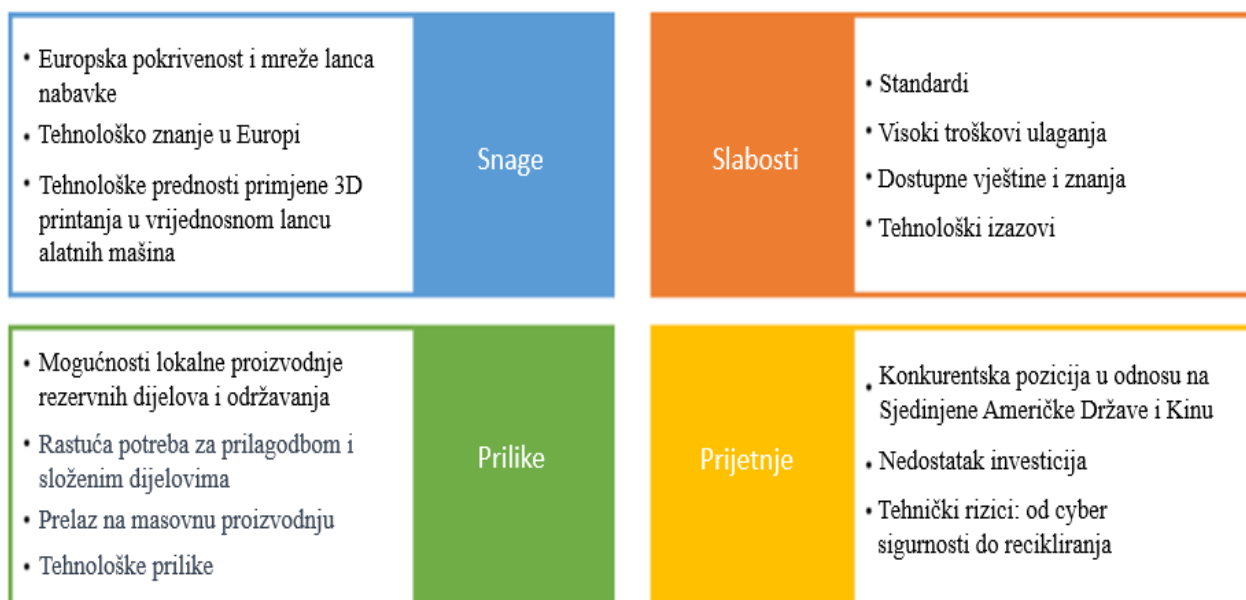 • Europska pokrivenost i mreže lanca
nabavke
• Tehnološko znanje u Europi
• Tehnološke prednosti primjene 3D
printanja u vrijednosnom lancu
alatnih mašina
Snage
Slabosti
• Standardi
• Visoki troškovi ulaganja
• Dostupne vještine i znanja
• Tehnološki izazovi
• Mogućnosti lokalne proizvodnje
rezervnih dijelova i održavanja
• Rastuća potreba za prilagodbom i
složenim dijelovima
• Prelaz na masovnu proizvodnju
• Tehnološke prilike
Prilike
Prijetnje
• Konkurentska pozicija u odnosu na
Sjedinjene Američke Države i Kinu
• Nedostatak investicija
• Tehnički rizici: od cyber
sigurnosti do recikliranja